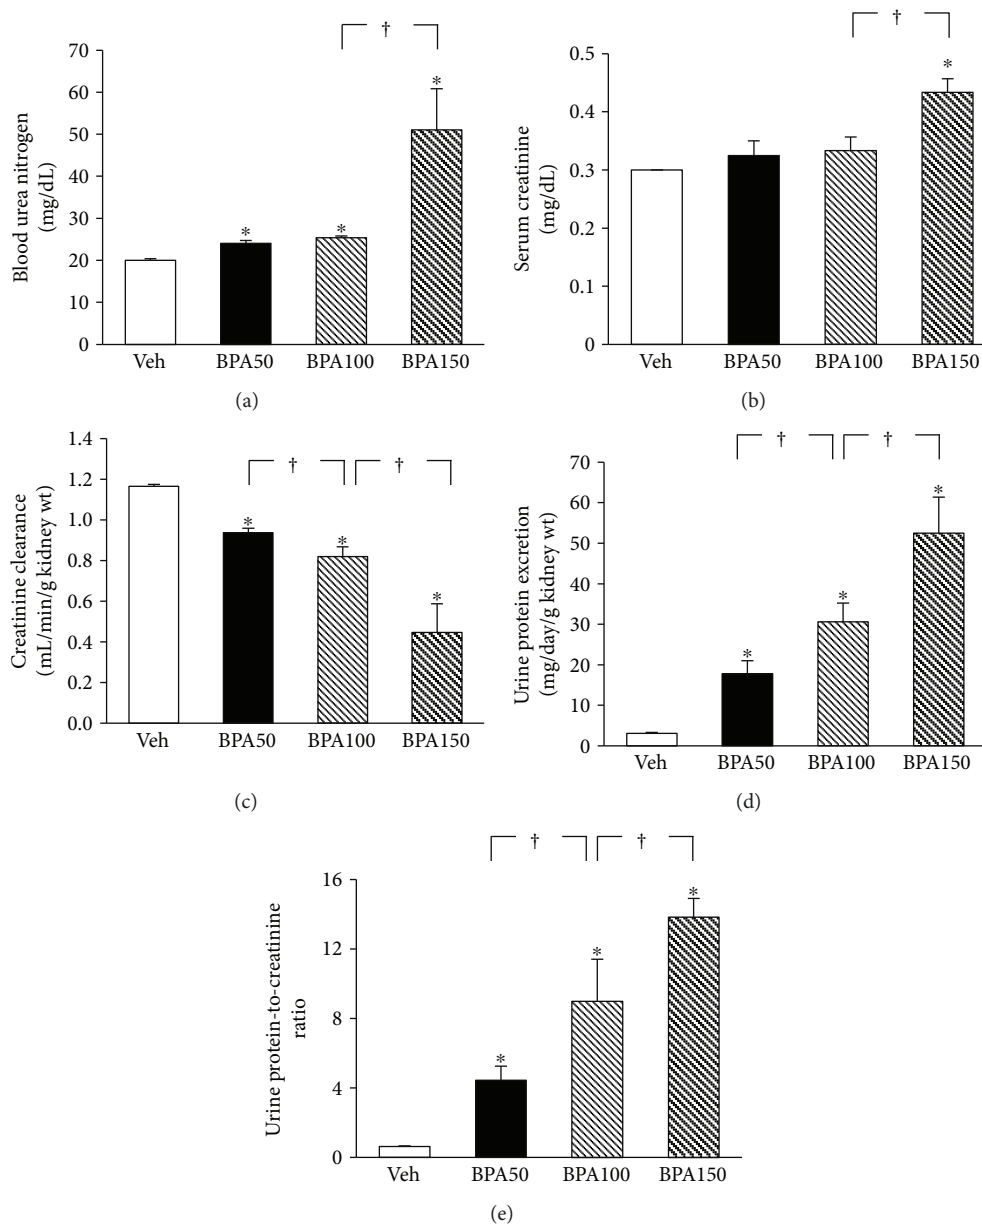 †
70
60
50
40
30
20
10
0
Blood urea nitrogen
(mg/dL)
*
*
*
Veh
BPA50
BPA100
BPA150
(a)
†
0.5
0.4
0.3
0.2
0.1
0
Serum creatinine
(mg/dL)
*
Veh
BPA50
BPA100
BPA150
(b)
1.4
1.2
1.0
0.8
0.6
0.4
0.2
0.0
Creatinine clearance
(mL/min/g kidney wt)
†
†
*
*
*
Veh
BPA50
BPA100
BPA150
(c)
†
†
70
60
50
40
30
20
10
0
Urine protein excretion
(mg/day/g kidney wt)
*
*
*
Veh
BPA50
BPA100
BPA150
(d)
†
†
16
12
8
4
0
Urine protein-to-creatinine
ratio
*
*
*
Veh
BPA50
BPA100
BPA150
(e)